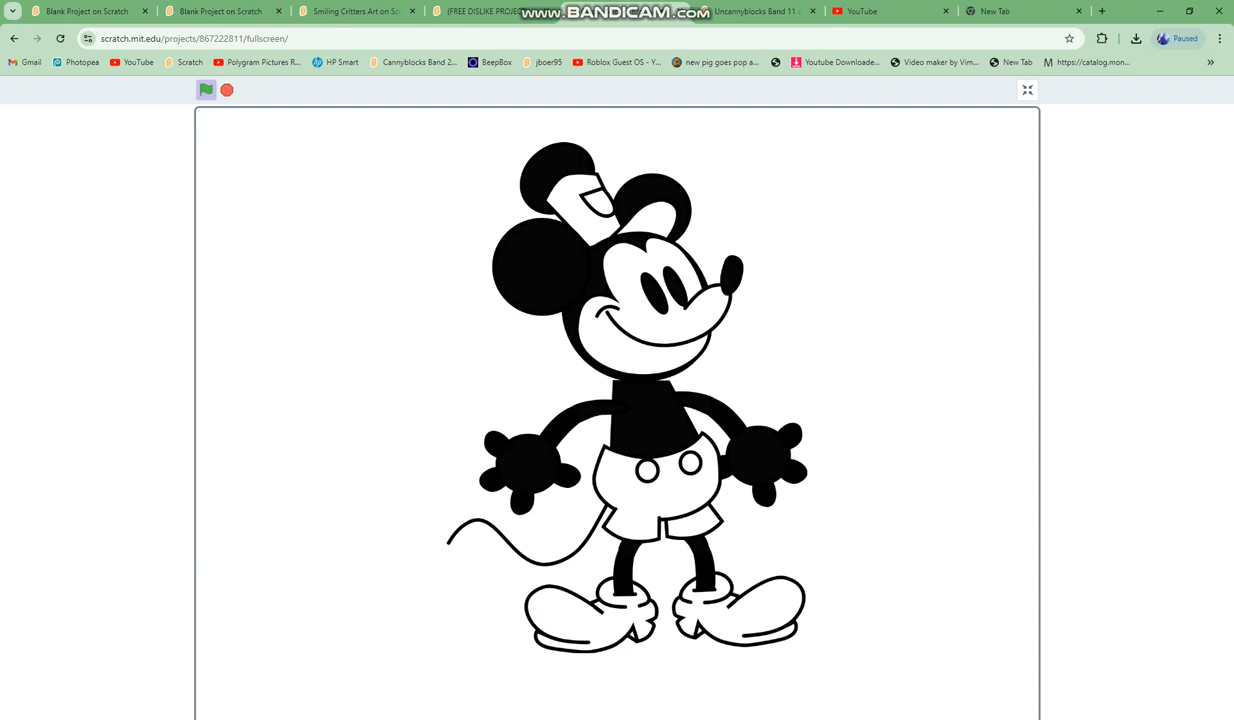 Blank Project on Scratch
Blank Project on Scratch
Smiling Critters Art on Sc
(FREE DISLIKE PROJE
Uncannyblocks Band 11
YouTube
New Tab
www.BANDICAM.com
scratch.mit.edu/projects/867222811/fullscreen/
Paused
Gmail
Photopea
YouTube
Scratch
Polygram Pictures R...
HP Smart
Cannyblocks Band 2...
BeepBox
jboer95
Roblox Guest OS - Y...
new pig goes pop a...
Youtube Downloade...
Video maker by Vim...
New Tab
https://catalog.mon...